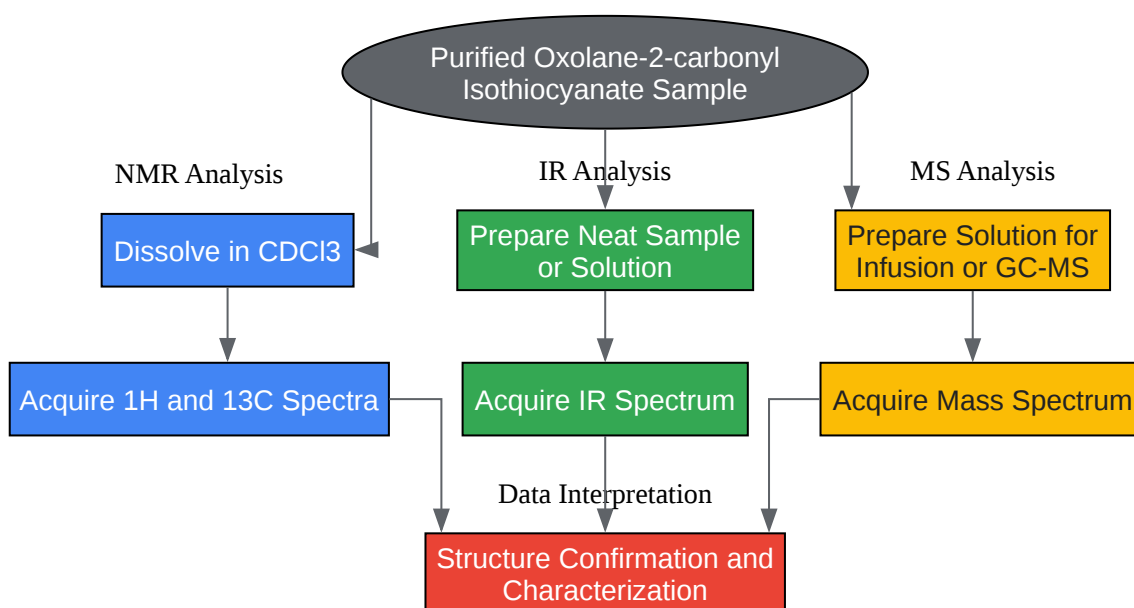 Purified Oxolane-2-carbonyl
Isothiocyanate Sample
NMR Analysis
IR Analysis
MS Analysis
Dissolve in CDCl3
Prepare Neat Sample
or Solution
Prepare Solution for
Infusion or GC-MS
Acquire 1H and 13C Spectra
Acquire IR Spectrum
Acquire Mass Spectrum
Data Interpretation
Structure Confirmation and
Characterization